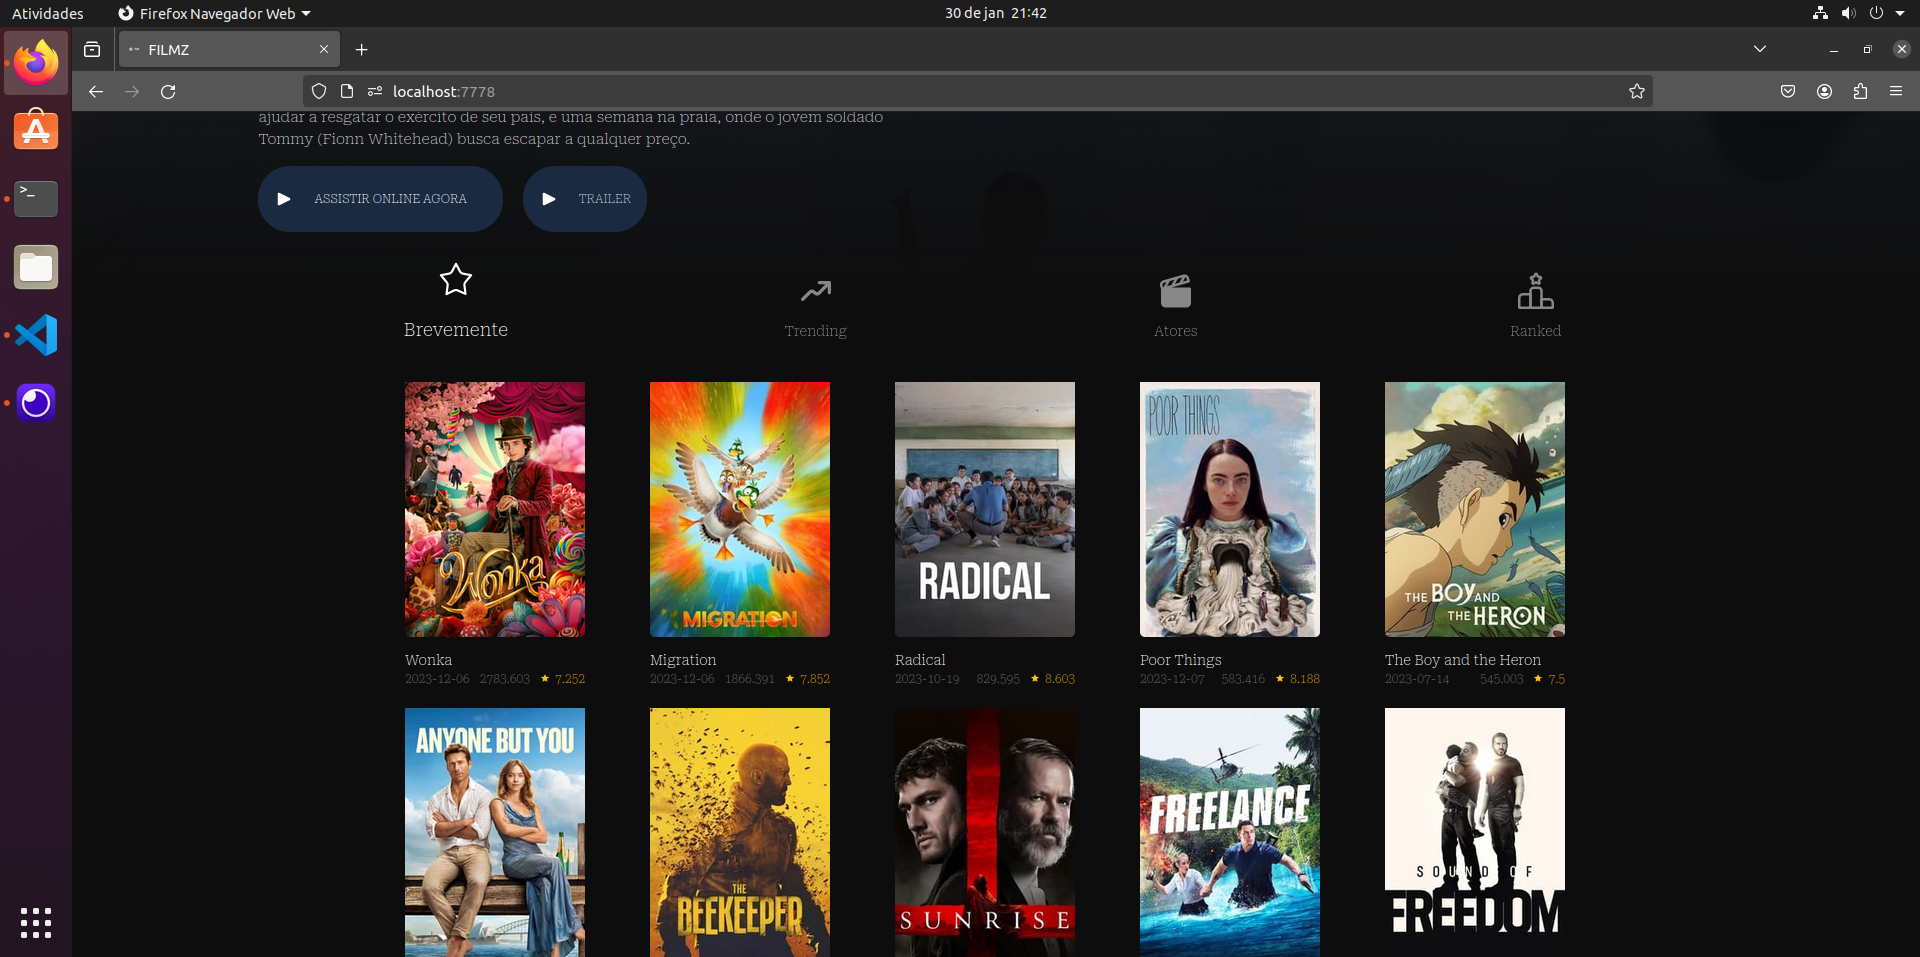 Atividades
Firefox Navegador Web
30 de jan 21:42
FILMZ
localhost:7778
ajudar a resgatar o exército de seu país, e uma semana na praia, onde o jovem soldado
Tommy (Fionn Whitehead) busca escapar a qualquer preço.
ASSISTIR ONLINE AGORA
TRAILER
Brevemente
Trending
Atores
Ranked
Wonka
MIGRATION
RADICAL
POOR THINGS
THE BOY AND
THE HERON
Wonka
2023-12-06 2783.603 7.252
Migration
2023-12-06 1866.391 7.852
Radical
2023-10-19 829.595 8.603
Poor Things
2023-12-07 583.416 8.188
The Boy and the Heron
2023-07-14 545.003 7.5
ANYONE BUT YOU
THE
BEEKEEPER
SUNRISE
FREELANCE
SOUND OF
FREEDOM